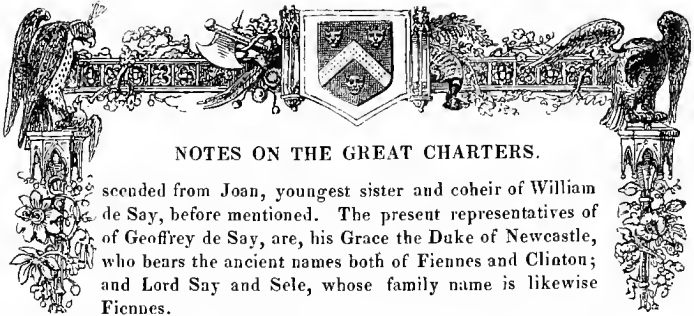 NOTES ON THE GREAT CHARTERS.
scended from Joan, youngest sister and coheir of William
de Say, before mentioned. The present representatives of
of Geoffrey de Say, are, his Grace the Duke of Newcastle,
who bears the ancient names both of Fiennes and Clinton;
and Lord Say and Sele, whose family name is likewise
Fiennes.